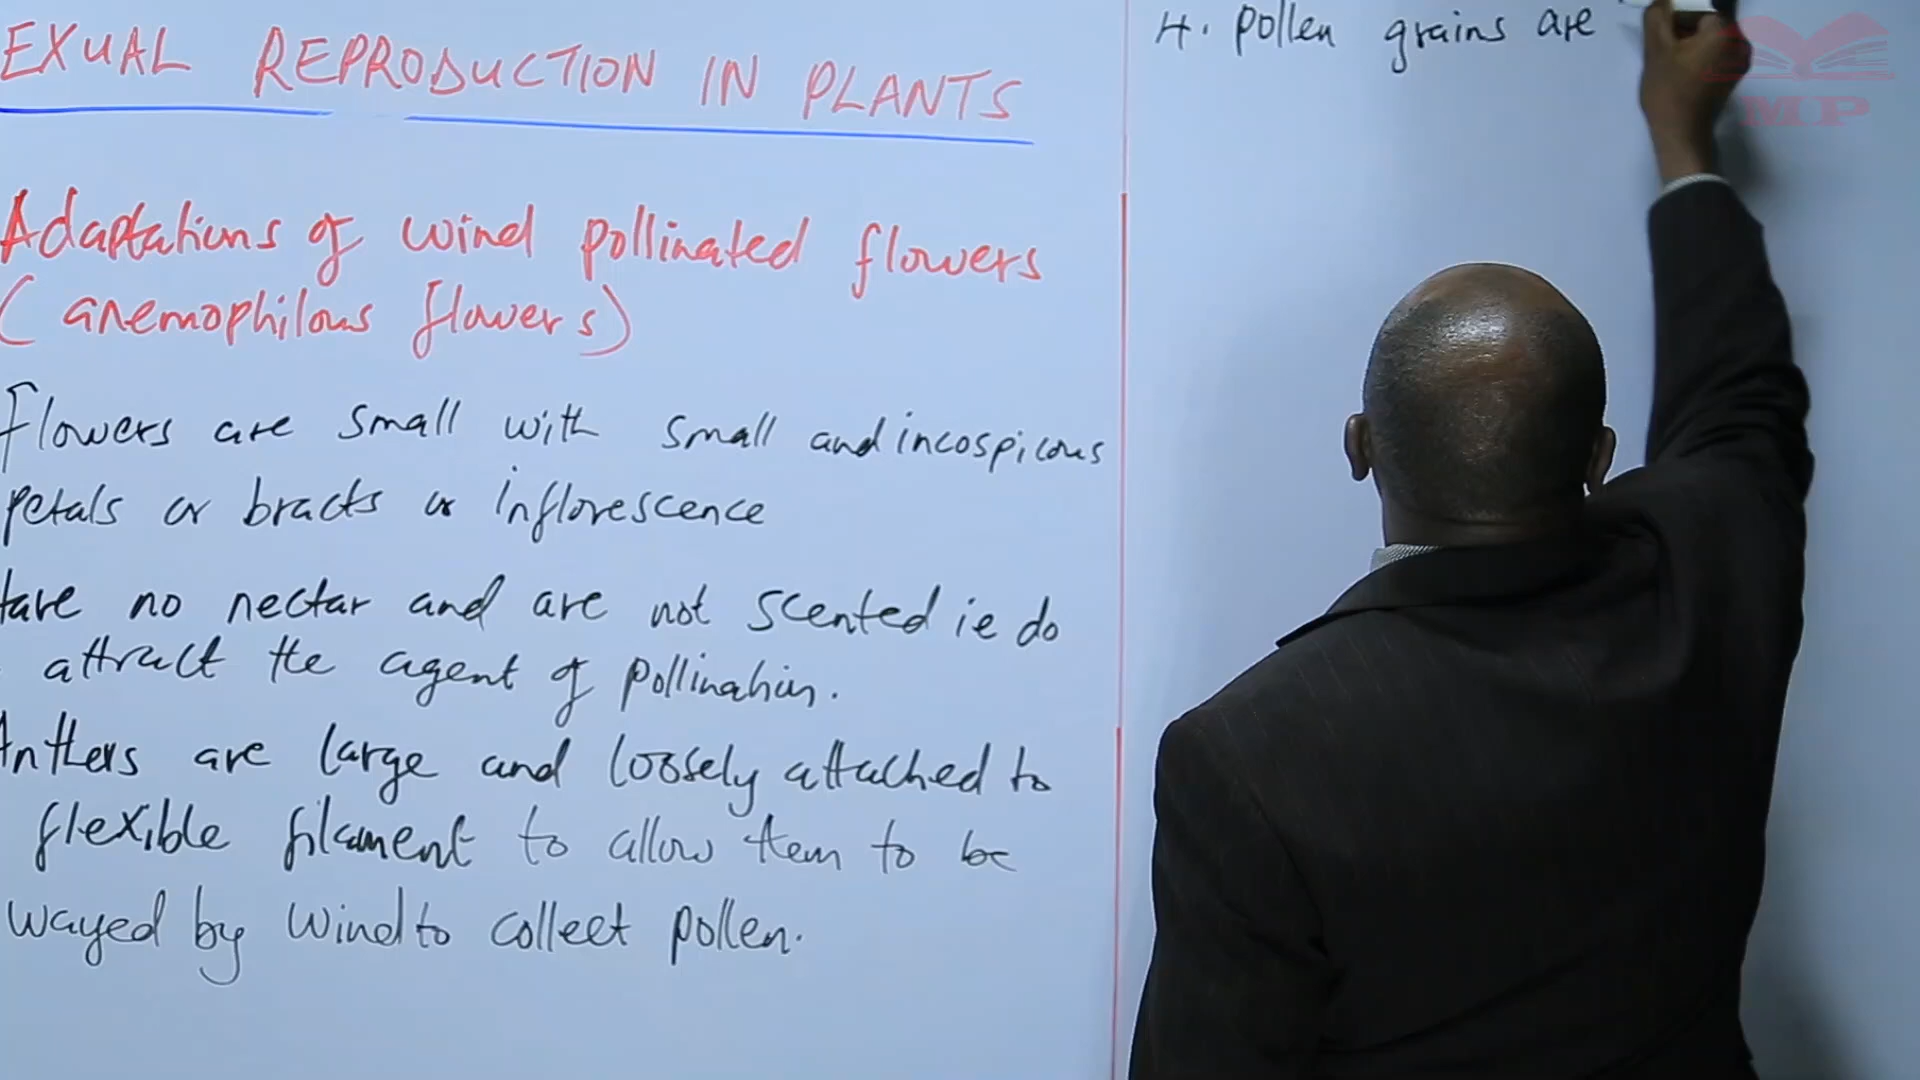 EXUAL REPRODUCTION IN PLANTS
Adaptations of wind pollinated flowers
(anemophilous flowers)
Flowers are small with small and incospicous
petals or bracts or inflorescence
Have no nectar and are not scented ie do
attract the agent of pollination.
Anthers are large and loosely attached to
flexible filament to allow them to be
wayed by wind to collect pollen.
4. pollen grains are
MP